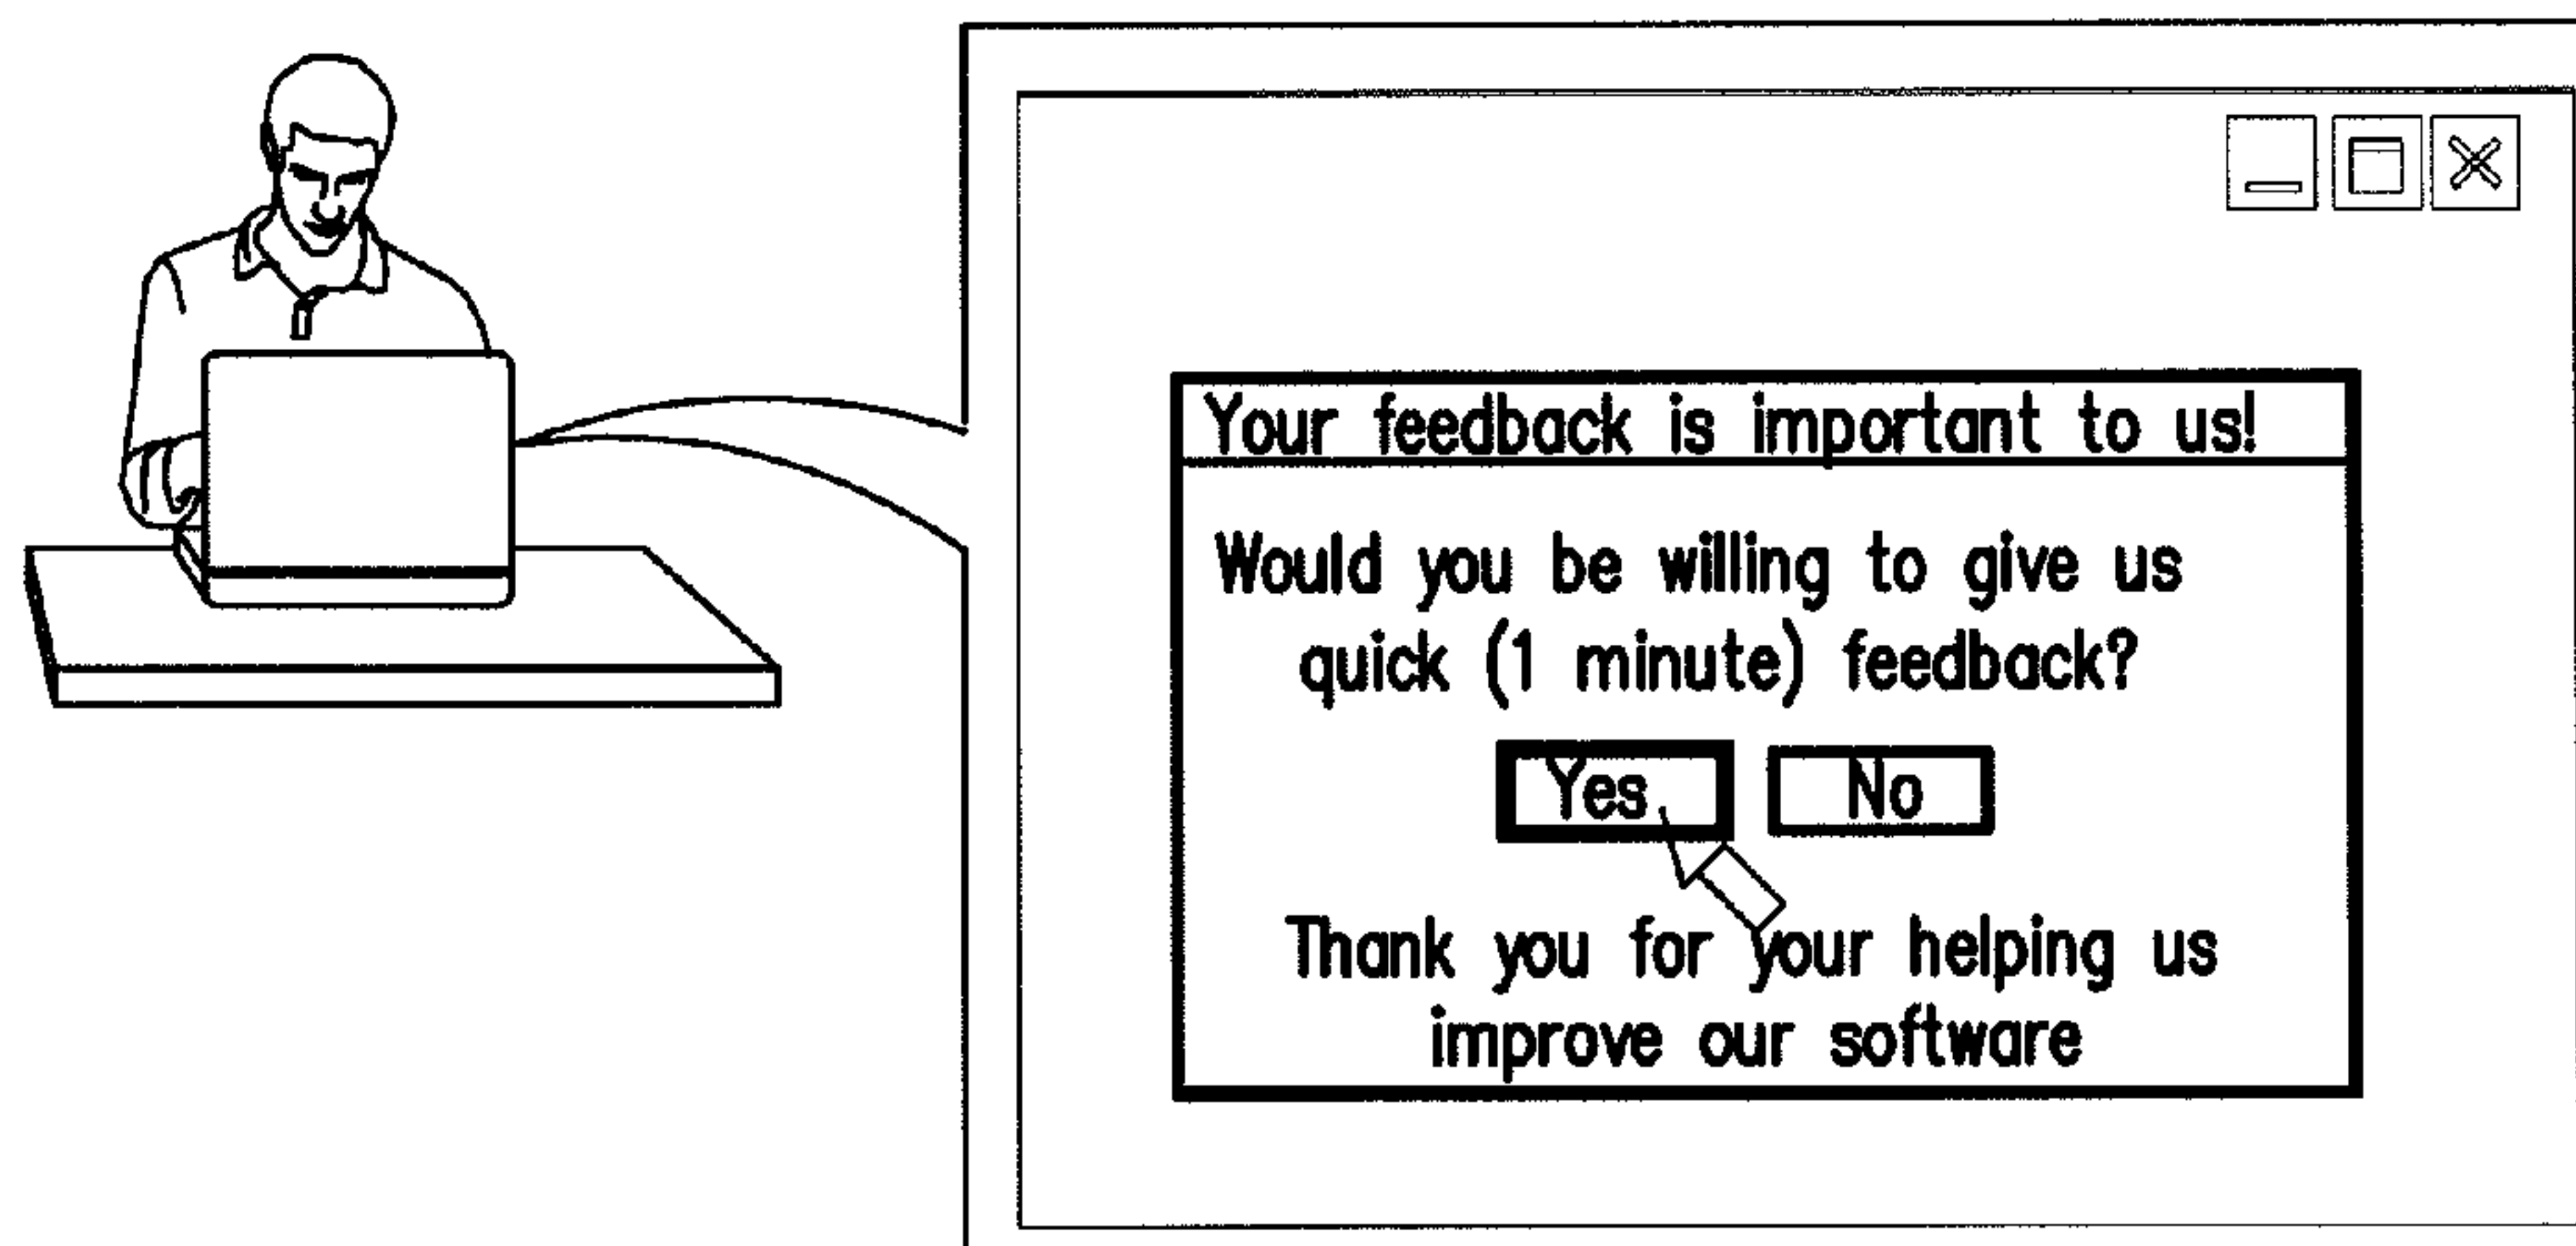 Your feedback is important to us!
Would you be willing to give us
quick (1 minute) feedback?
Yes No
Thank you for your helping us
improve our software